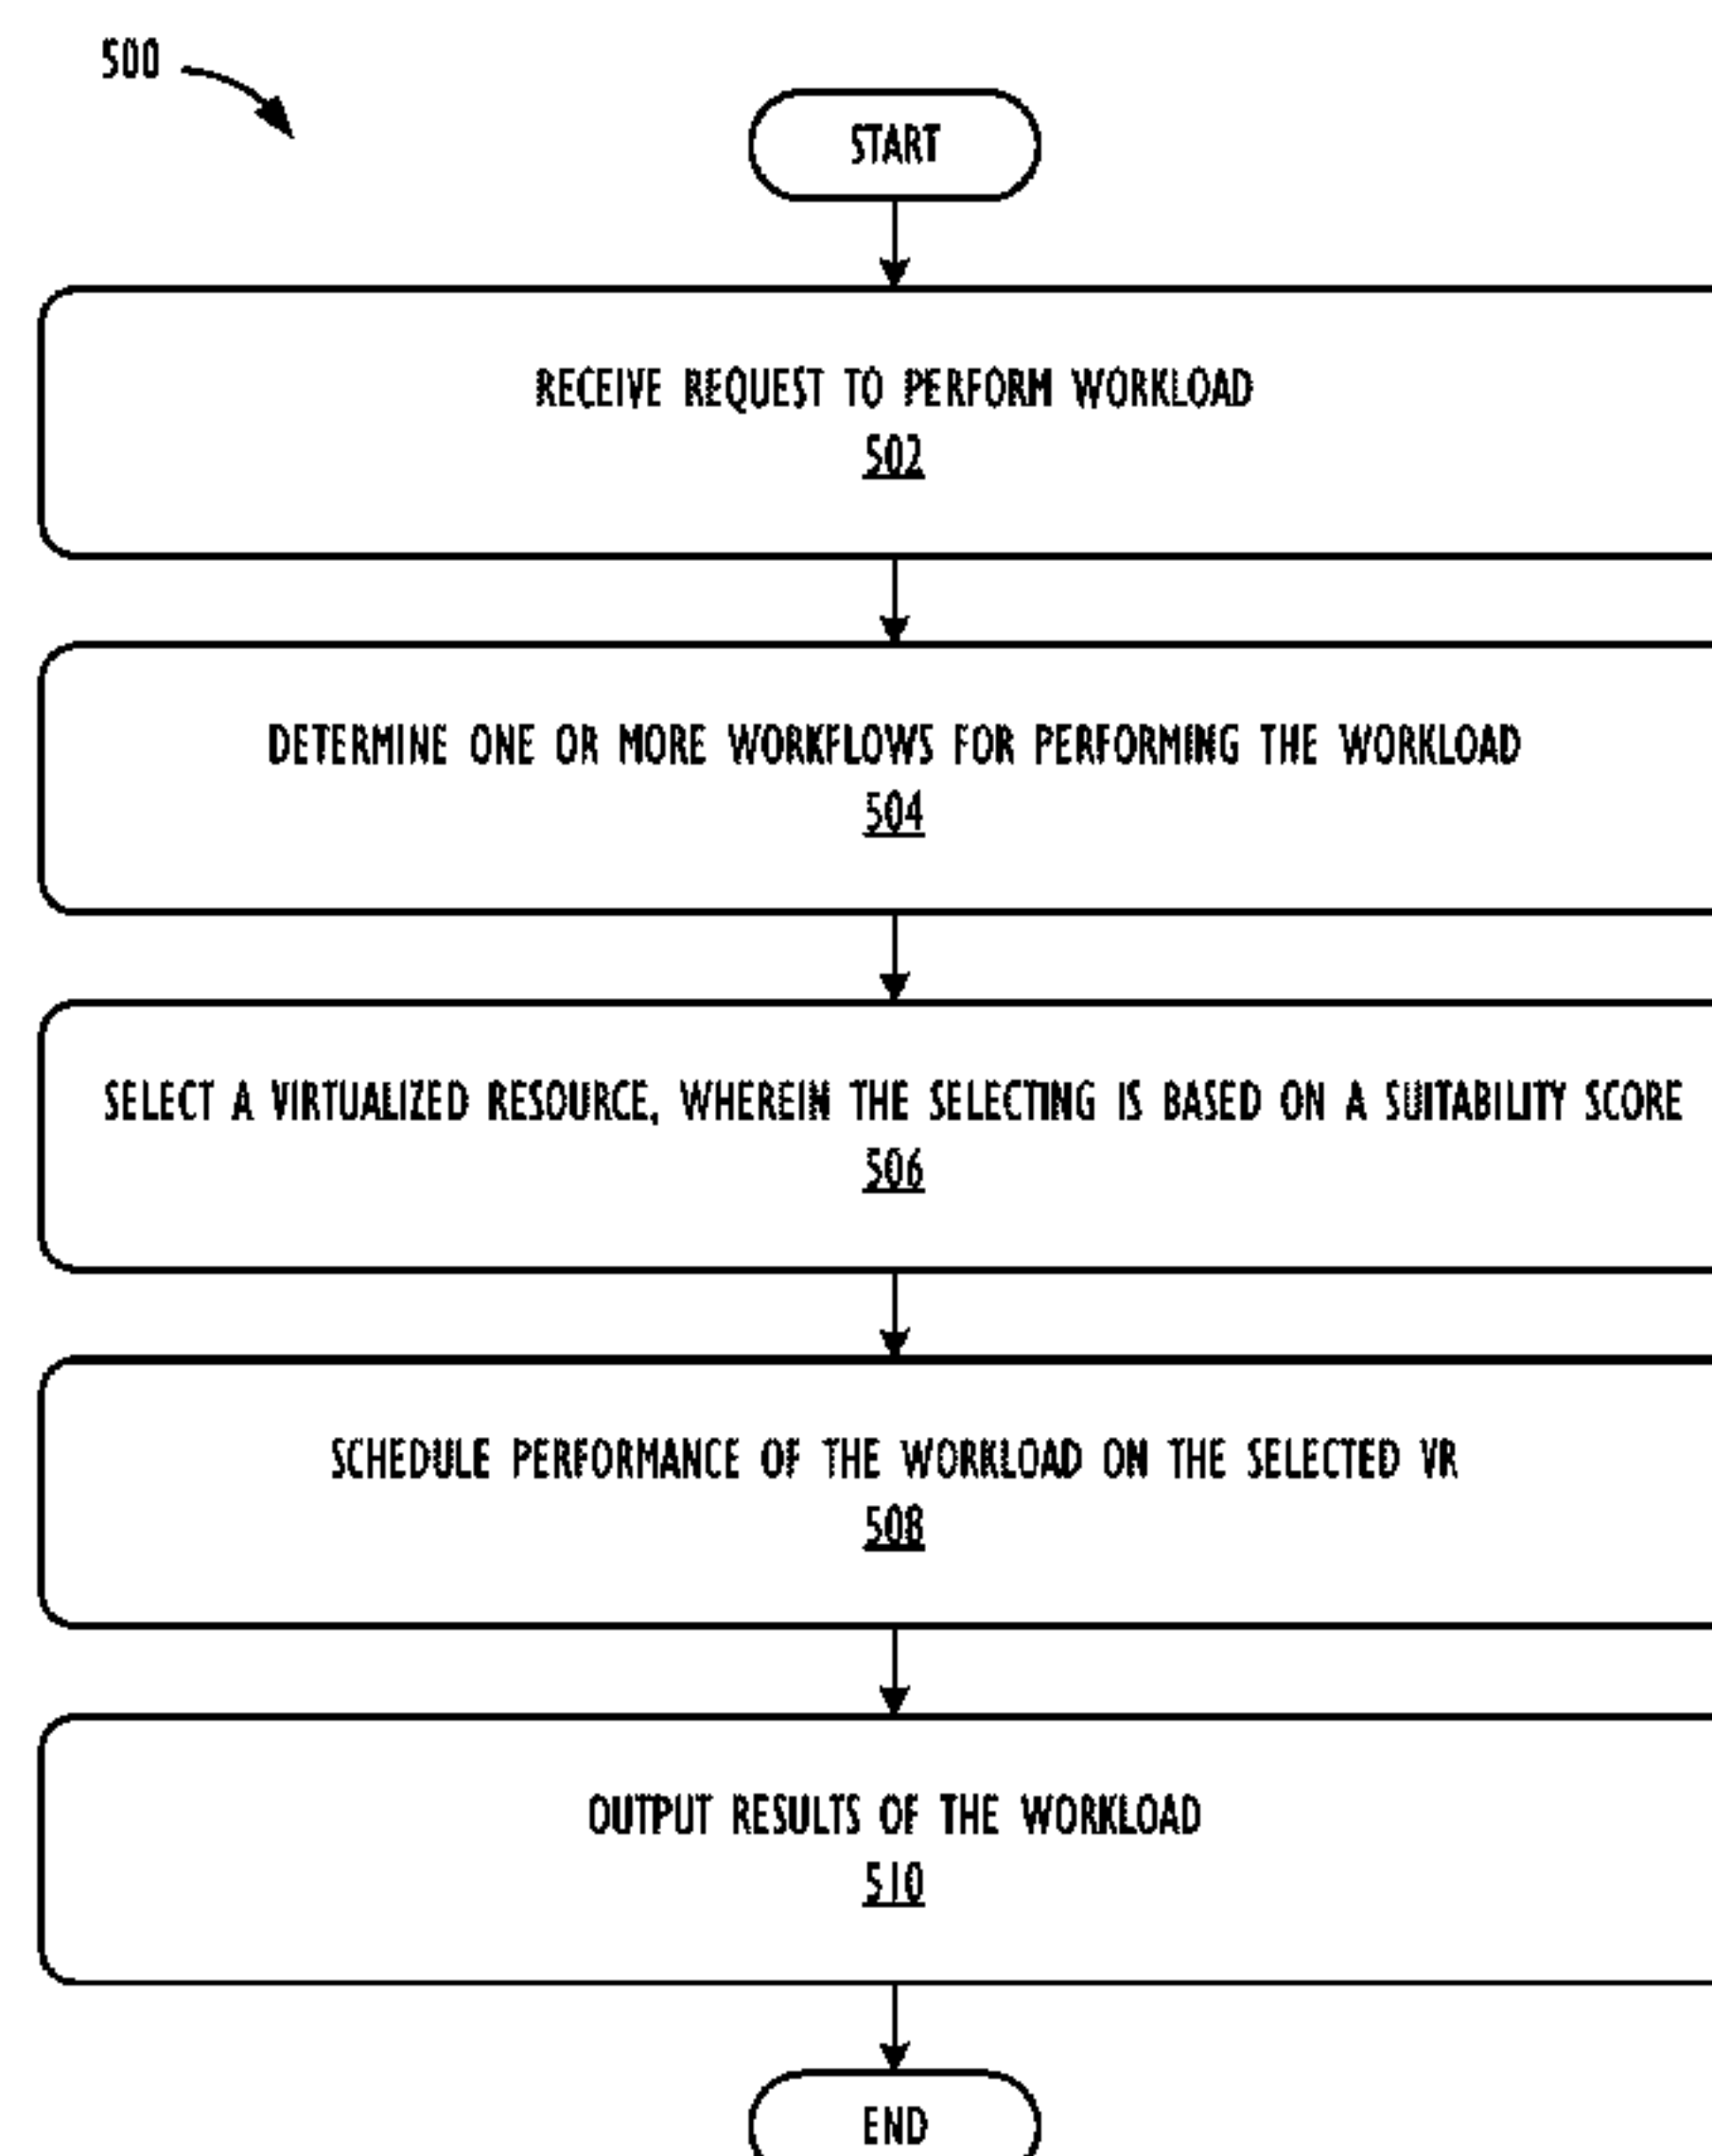 500
START
RECEIVE REQUEST TO PERFORM WORKLOAD
502
DETERMINE ONE OR MORE WORKFLOWS FOR PERFORMING THE WORKLOAD
504
SELECT A VIRTUALIZED RESOURCE, WHEREIN THE SELECTING IS BASED ON A SUITABILITY SCORE
506
SCHEDULE PERFORMANCE OF THE WORKLOAD ON THE SELECTED VR
508
OUTPUT RESULTS OF THE WORKLOAD
510
END